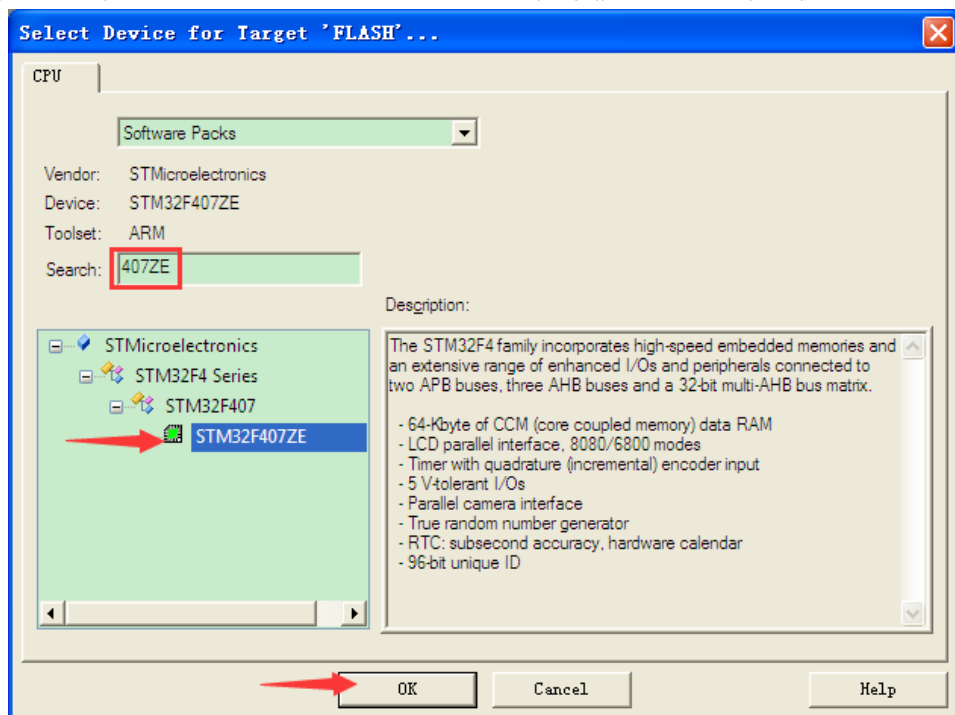 Select Device for Target 'FLASH'...
CPU
Software Packs
Vendor: STMicroelectronics
Device: STM32F407ZE
Toolset: ARM
Search: 407ZE
Description:
STMicroelectronics
STM32F4 Series
STM32F407
STM32F407ZE
The STM32F4 family incorporates high-speed embedded memories and
an extensive range of enhanced I/Os and peripherals connected to
two APB buses, three AHB buses and a 32-bit multi-AHB bus matrix.
- 64-Kbyte of CCM (core coupled memory) data RAM
- LCD parallel interface, 8080/6800 modes
- Timer with quadrature (incremental) encoder input
- 5 V-tolerant I/Os
- Parallel camera interface
- True random number generator
- RTC: subsecond accuracy, hardware calendar
- 96-bit unique ID
OK
Cancel
Help